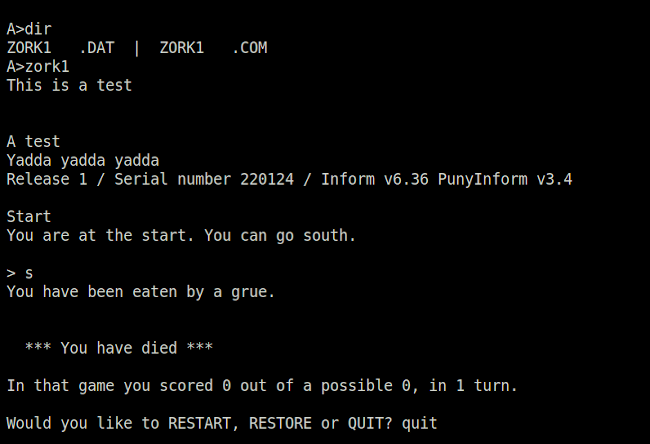 A>dir
ZORK1   .DAT  |  ZORK1   .COM
A>zork1
This is a test
A test
Yadda yadda yadda
Release 1 / Serial number 220124 / Inform v6.36 PunyInform v3.4
Start
You are at the start. You can go south.
> s
You have been eaten by a grue.
*** You have died ***
In that game you scored 0 out of a possible 0, in 1 turn.
Would you like to RESTART, RESTORE or QUIT? quit